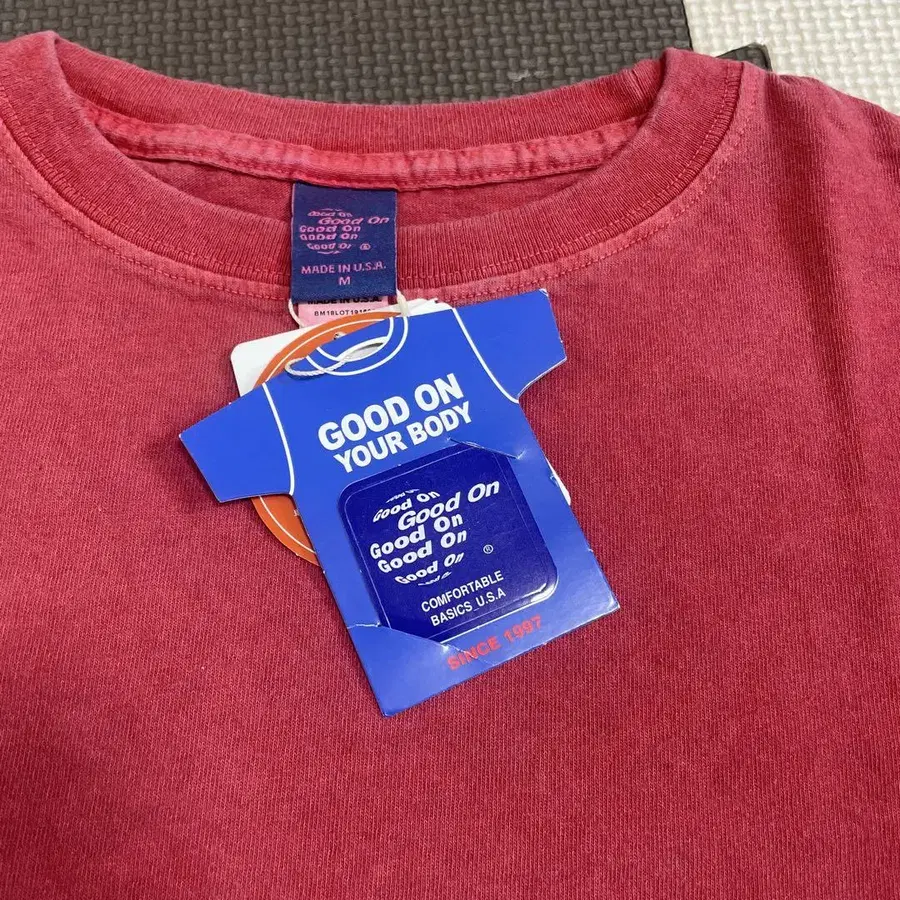 Good On
Good On
Good On
Good On
Good On ®
MADE IN U.S.A.
M
MADE IN U.S.A
GOOD ON
YOUR BODY
Good On
Good On
Good On
Good On
Good On ®
COMFORTABLE
BASICS U.S.A
SINCE 1997